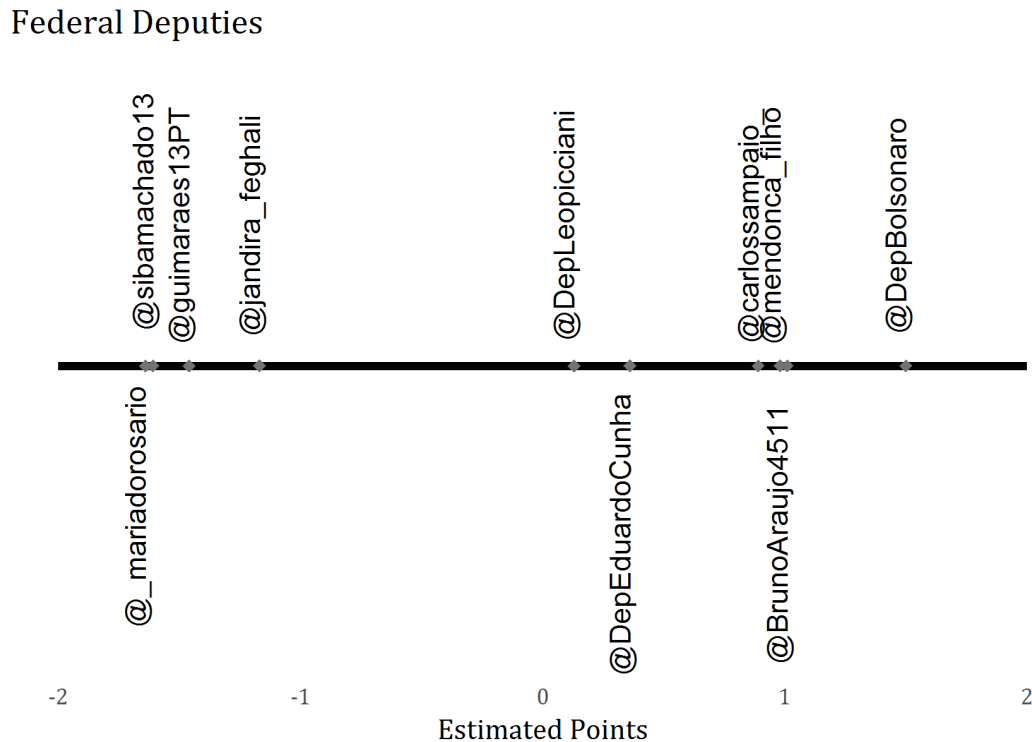 Federal Deputies
@sibamachado13
@guimaraes13PT
@jandira_feghali
@DepLeopicciani
@carlossampaio_
@mendonca_filho
@DepBolsonaro
@_mariadorosario
@DepEduardoCunha
@BrunoAraujo4511
-2 -1 0 1 2
Estimated Points